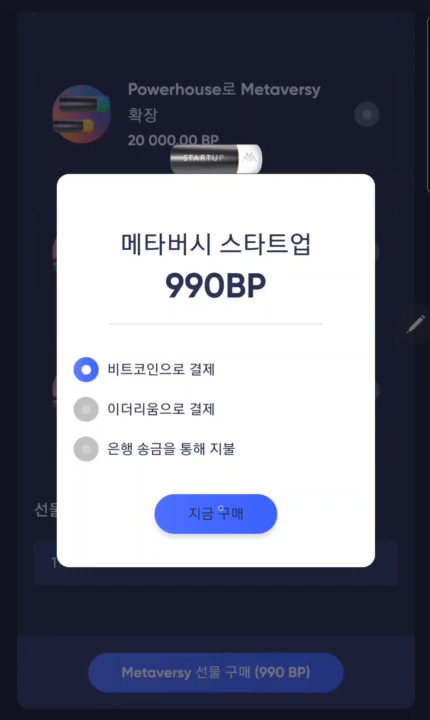 Powerhouse로 Metaversy
확장
20 000.00 BP
STARTUP
메타버시 스타트업
990BP
비트코인으로 결제
이더리움으로 결제
은행 송금을 통해 지불
지금 구매
선물
1
Metaversy 선물 구매 (990 BP)